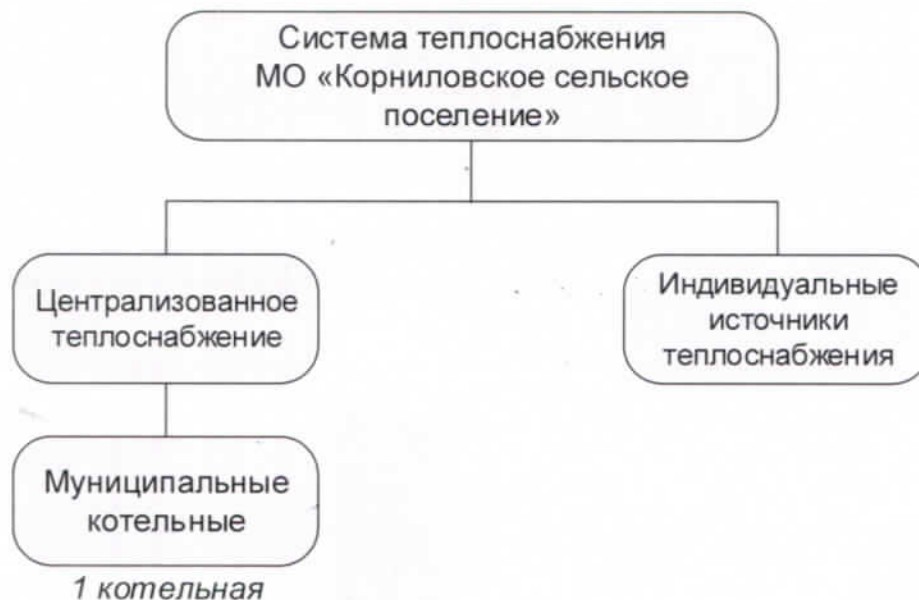 Система теплоснабжения
МО «Корниловское сельское
поселение»
Централизованное
теплоснабжение
Индивидуальные
источники
теплоснабжения
Муниципальные
котельные
1 котельная